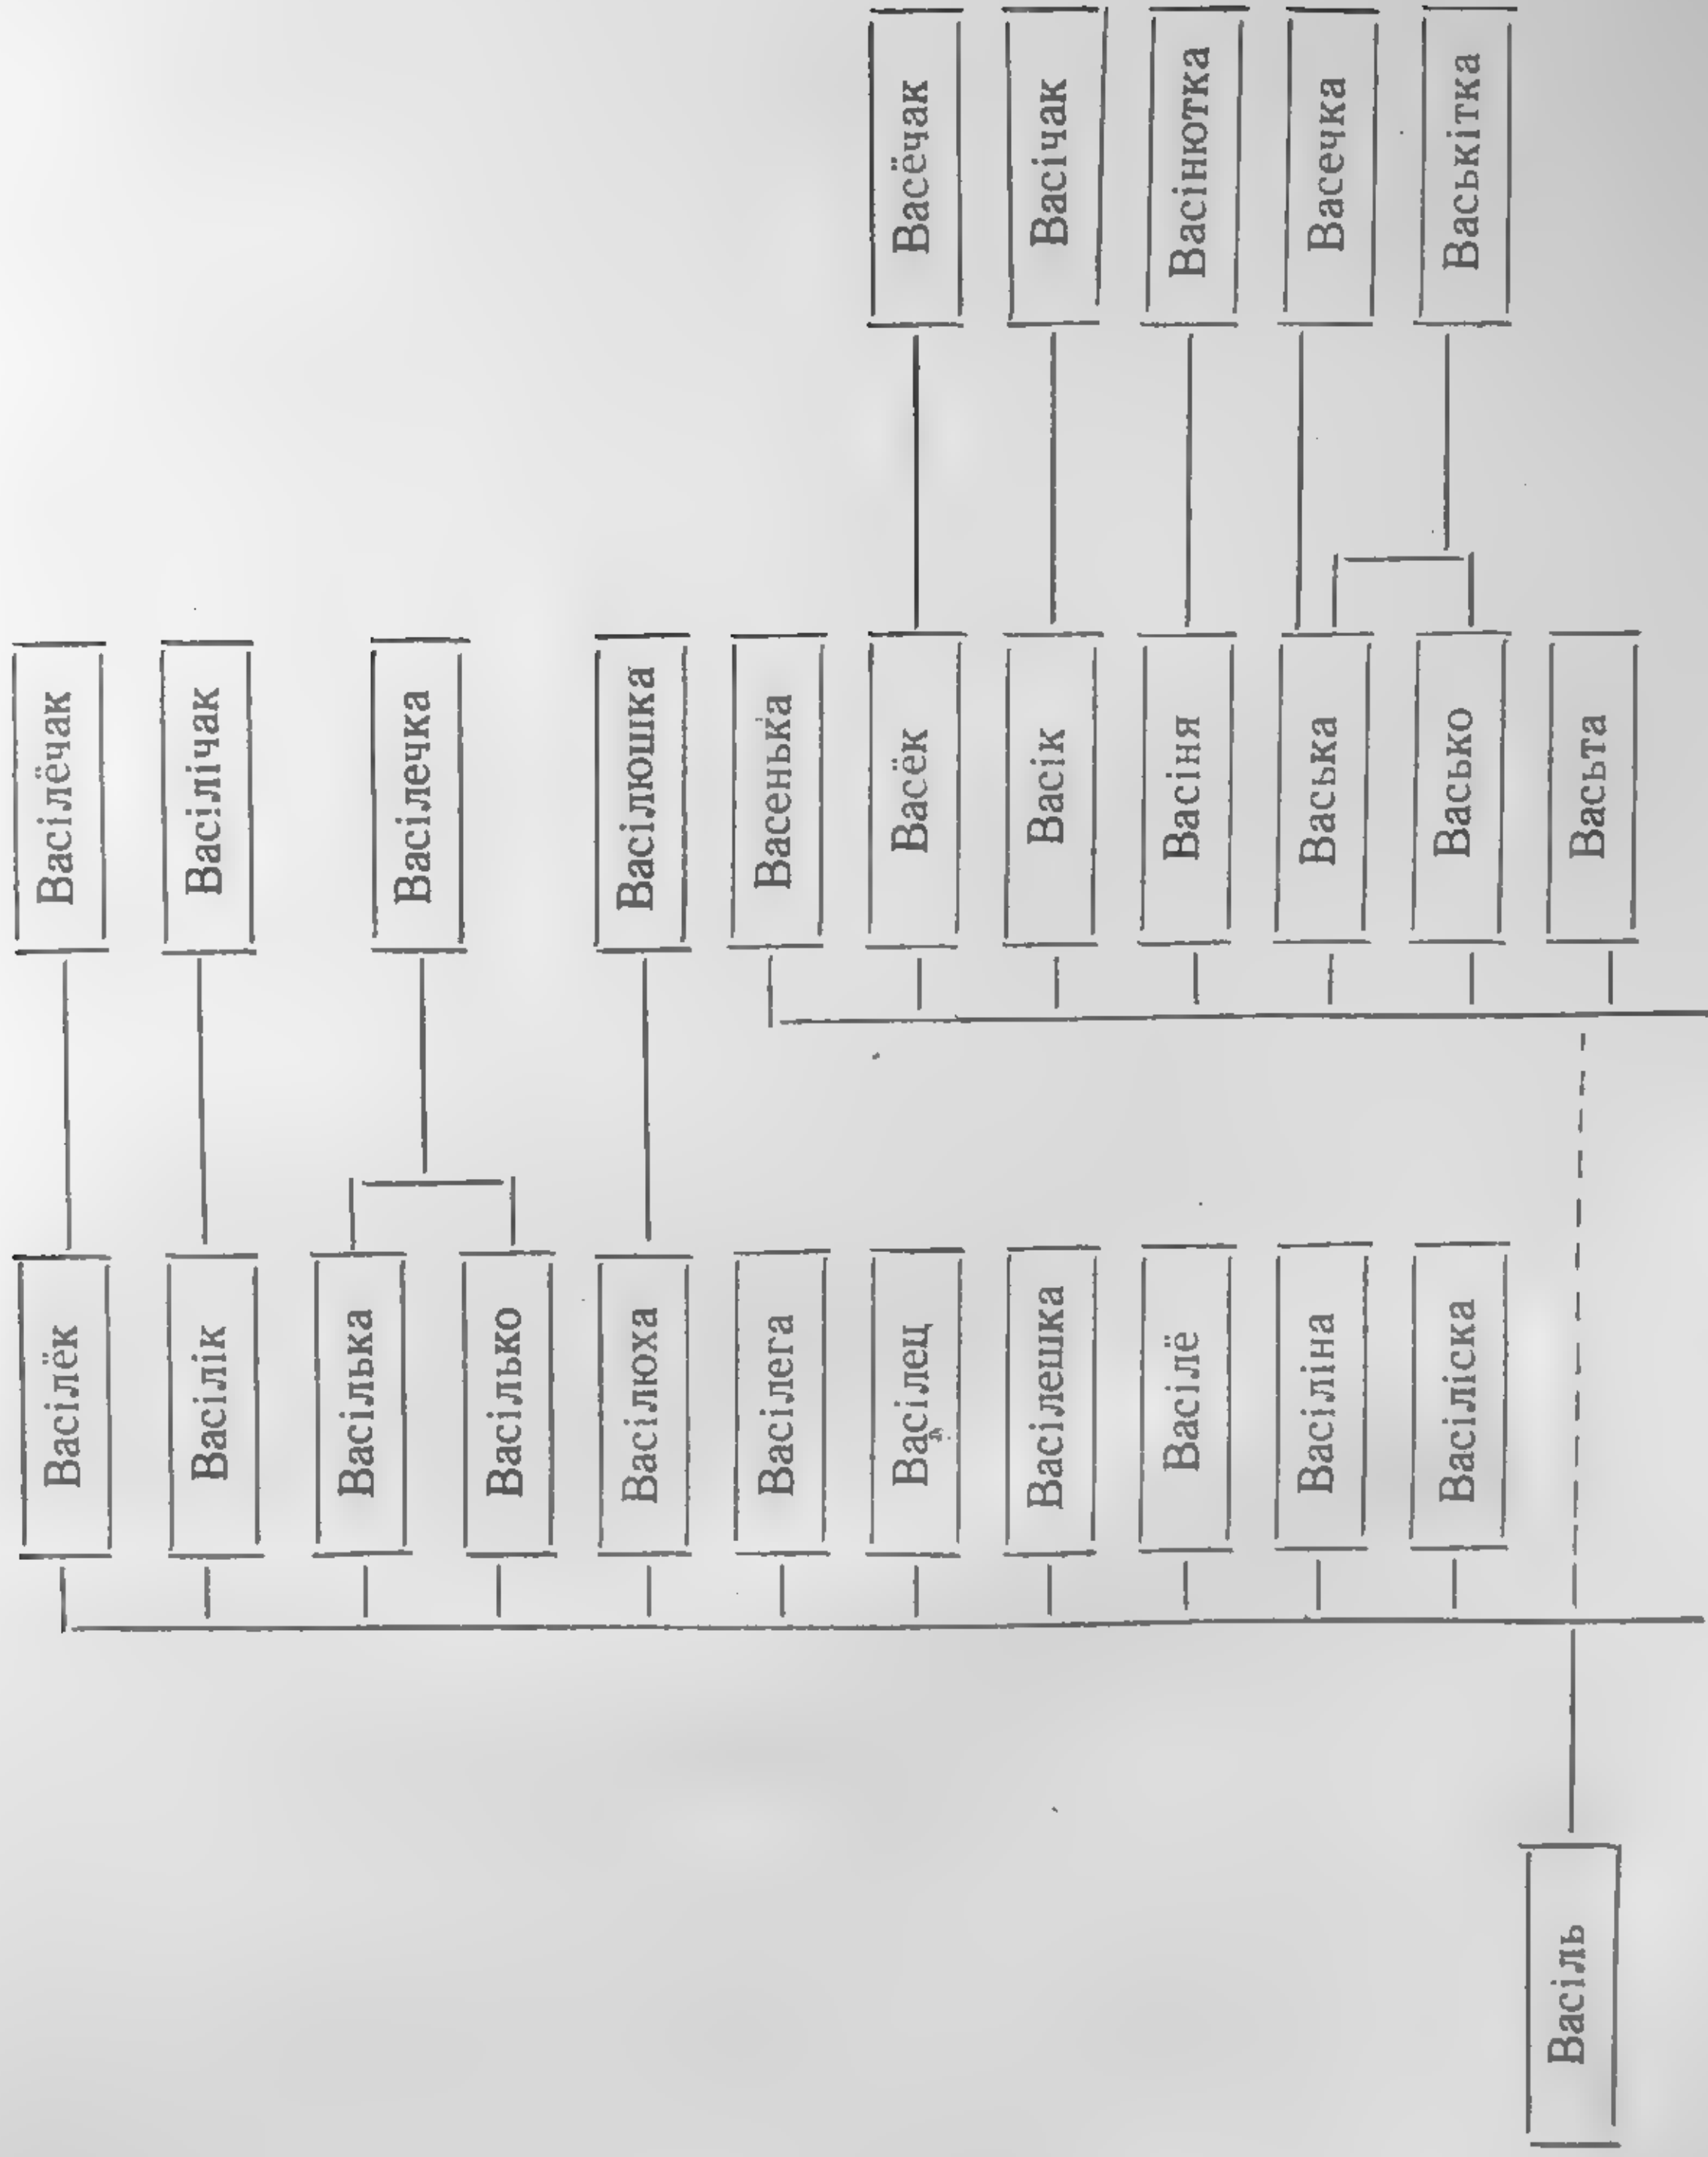 Васіль
Васілёк
Васілік
Васілька
Васілько
Васілюха
Васілега
Васілец
Васілешка
Васілё
Васіліна
Васіліска
Васілёчак
Васілічак
Васілечка
Васілюшка
Васенька
Васёк
Васік
Васіня
Васька
Васько
Васьта
Васёчак
Васічак
Васінютка
Васечка
Васькітка